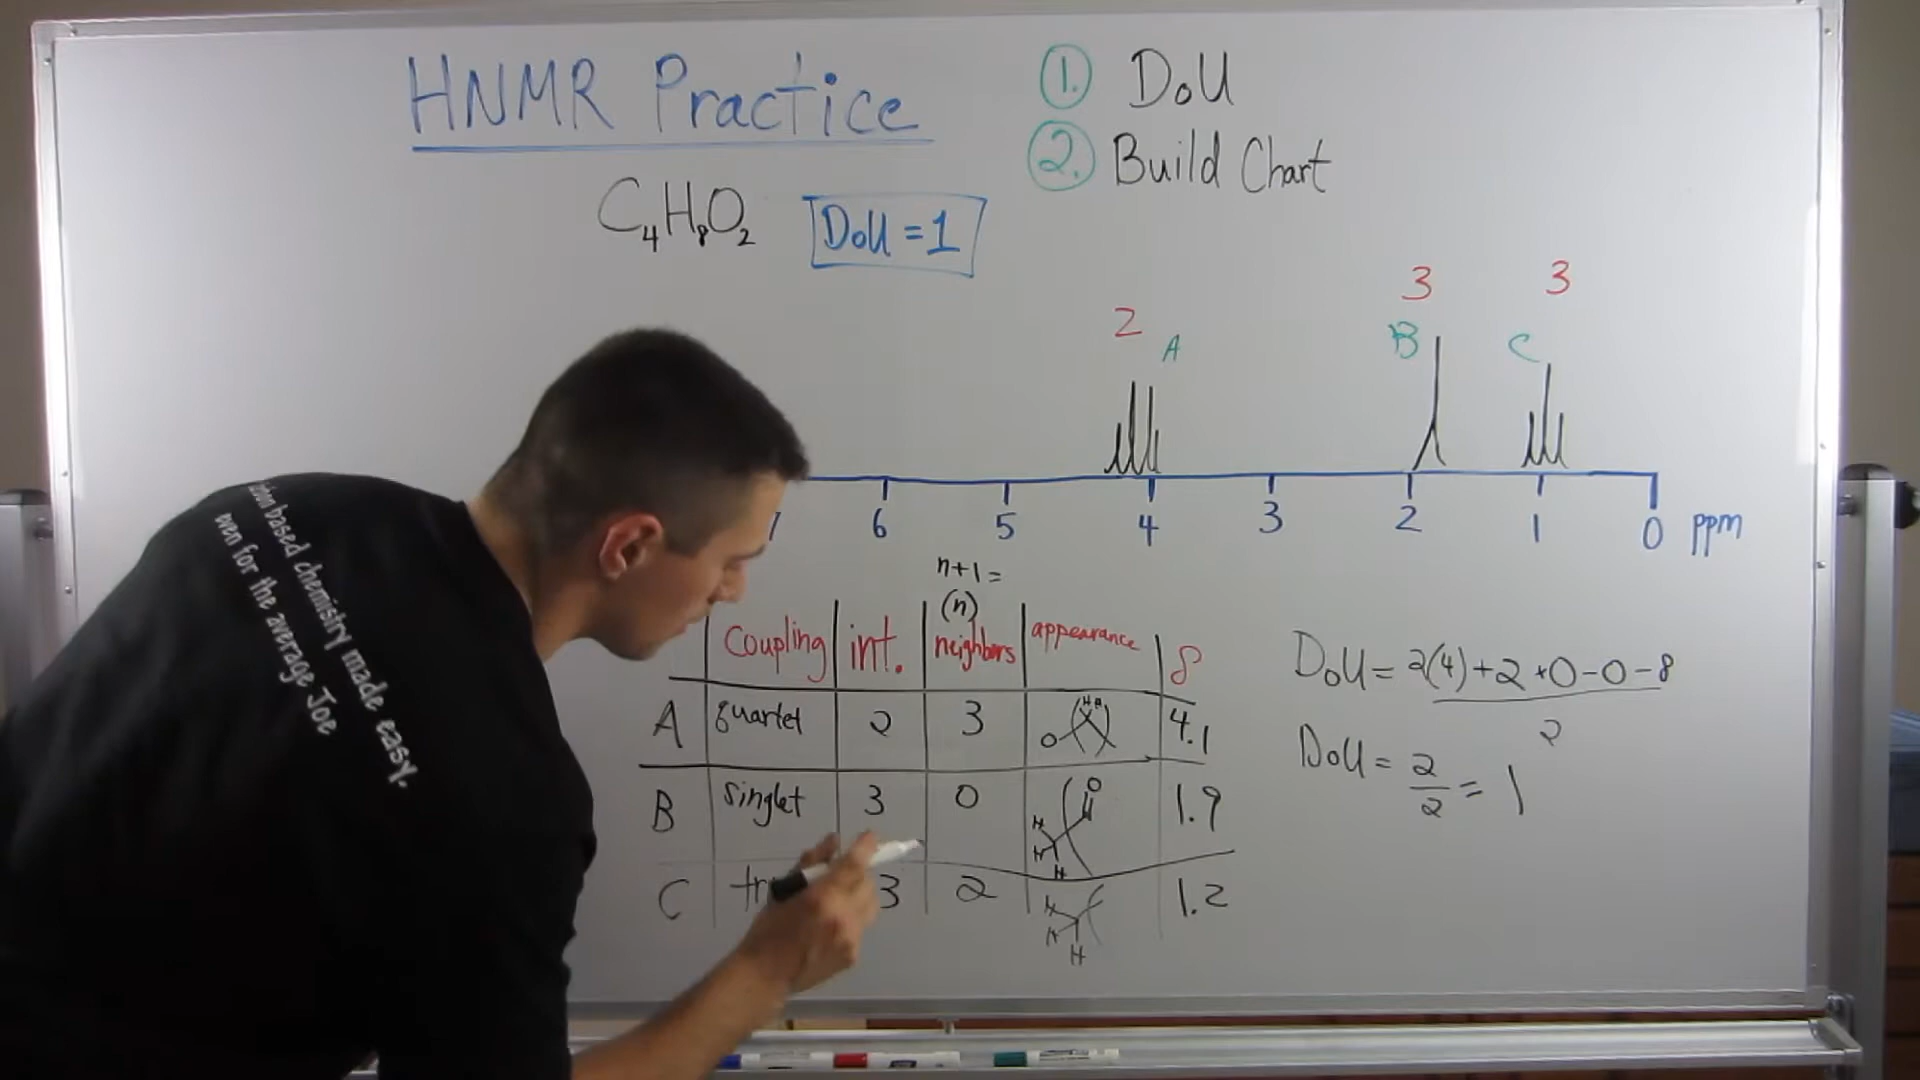 HNMR Practice
1. DoU
2. Build Chart
C4H8O2 DoU = 1
3 3
2 A B C
7 6 5 4 3 2 1 0 ppm
n+1 =
(n)
Coupling int. neighbors appearance δ
A quartet 2 3 O H H 4.1
B singlet 3 0 O H H H 1.9
C 3 2 H H H 1.2
DoU = 2(4)+2+0-0-8
2
DoU = 2/2 = 1
based chemistry made easy.
even for the average Joe